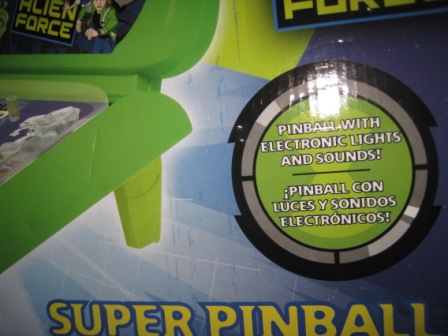 ALIEN
FORCE
FORCE
PINBALL WITH
ELECTRONIC LIGHTS
AND SOUNDS!
¡PINBALL CON
LUCES Y SONIDOS
ELECTRÓNICOS!
SUPER PINBALL